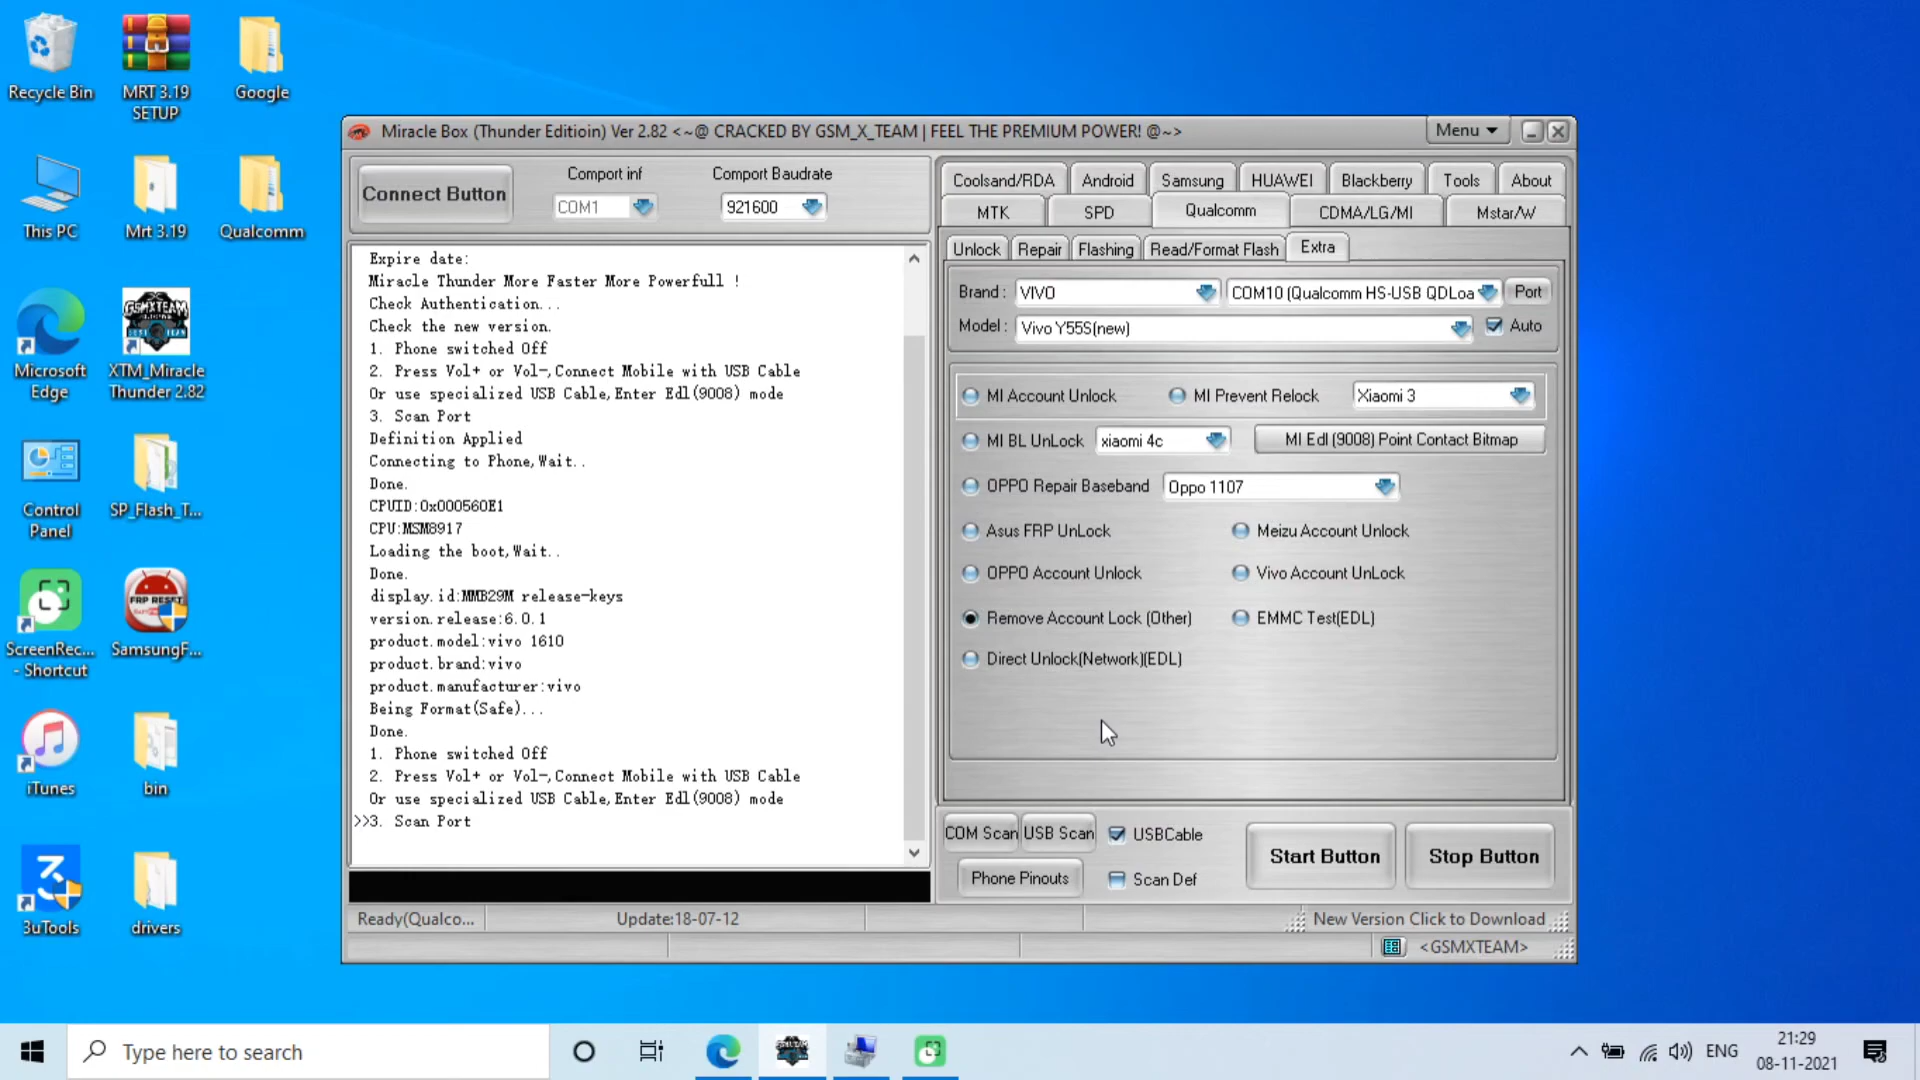 Recycle Bin
MRT 3.19
SETUP
Google
This PC
Mrt 3.19
Qualcomm
Microsoft
Edge
XTM_Miracle
Thunder 2.82
Control
Panel
SP_Flash_T...
ScreenRec...
- Shortcut
FRP RESET
SamsungF...
iTunes
bin
3uTools
drivers
Miracle Box (Thunder Editioin) Ver 2.82 <~@ CRACKED BY GSM_X_TEAM | FEEL THE PREMIUM POWER! @~>
Menu
Connect Button
Comport inf
COM1
Comport Baudrate
921600
Expire date:
Miracle Thunder More Faster More Powerfull !
Check Authentication...
Check the new version.
1. Phone switched Off
2. Press Vol+ or Vol-,Connect Mobile with USB Cable
Or use specialized USB Cable,Enter Edl(9008) mode
3. Scan Port
Definition Applied
Connecting to Phone,Wait..
Done.
CPUID:0x000560E1
CPU:MSM8917
Loading the boot,Wait..
Done.
display.id:MMB29M release-keys
version.release:6.0.1
product.model:vivo 1610
product.brand:vivo
product.manufacturer:vivo
Being Format(Safe)...
Done.
1. Phone switched Off
2. Press Vol+ or Vol-,Connect Mobile with USB Cable
Or use specialized USB Cable,Enter Edl(9008) mode
>>3. Scan Port
Coolsand/RDA Android Samsung HUAWEI Blackberry Tools About
MTK SPD Qualcomm CDMA/LG/MI Mstar/W
Unlock Repair Flashing Read/Format Flash Extra
Brand : VIVO COM10 (Qualcomm HS-USB QDLoa Port
Model : Vivo Y55S(new) Auto
MI Account Unlock MI Prevent Relock Xiaomi 3
MI BL UnLock xiaomi 4c MI Edl (9008) Point Contact Bitmap
OPPO Repair Baseband Oppo 1107
Asus FRP UnLock Meizu Account Unlock
OPPO Account Unlock Vivo Account UnLock
Remove Account Lock (Other) EMMC Test(EDL)
Direct Unlock(Network)(EDL)
COM Scan USB Scan USBCable
Phone Pinouts Scan Def
Start Button Stop Button
Ready(Qualco... Update:18-07-12 New Version Click to Download
<GSMXTEAM>
Type here to search
ENG
21:29
08-11-2021